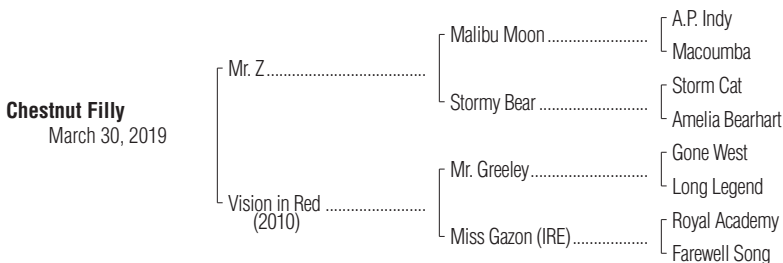 A.P. Indy
Malibu Moon
Macoumba
Mr. Z
Storm Cat
Stormy Bear
Amelia Bearhart
Chestnut Filly
March 30, 2019
Gone West
Mr. Greeley
Long Legend
Vision in Red
(2010)
Royal Academy
Miss Gazon (IRE)
Farewell Song